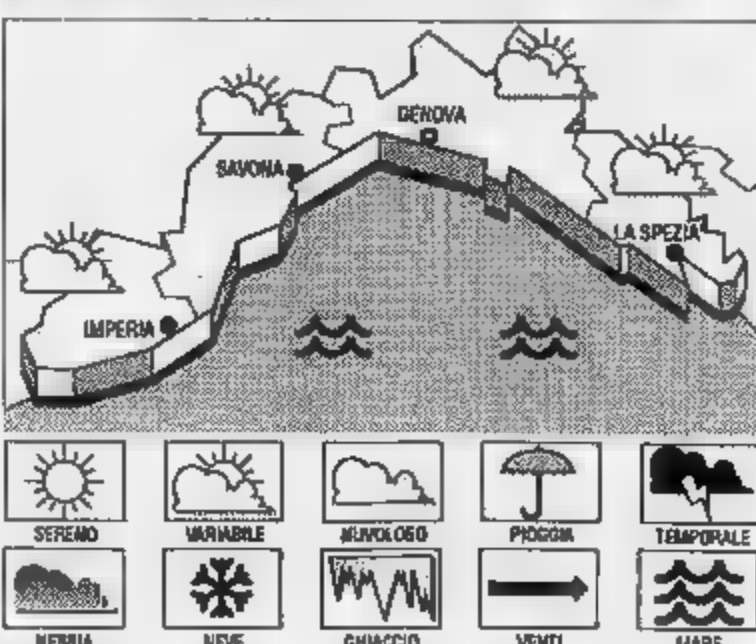 GENOVA
SAVONA
LA SPEZIA
IMPERIA
SERENO
VARIABILE
NUVOLOSO
PIOGGIA
TEMPORALE
NEBBIA
NEVE
GHIACCIO
VENTI
MARE